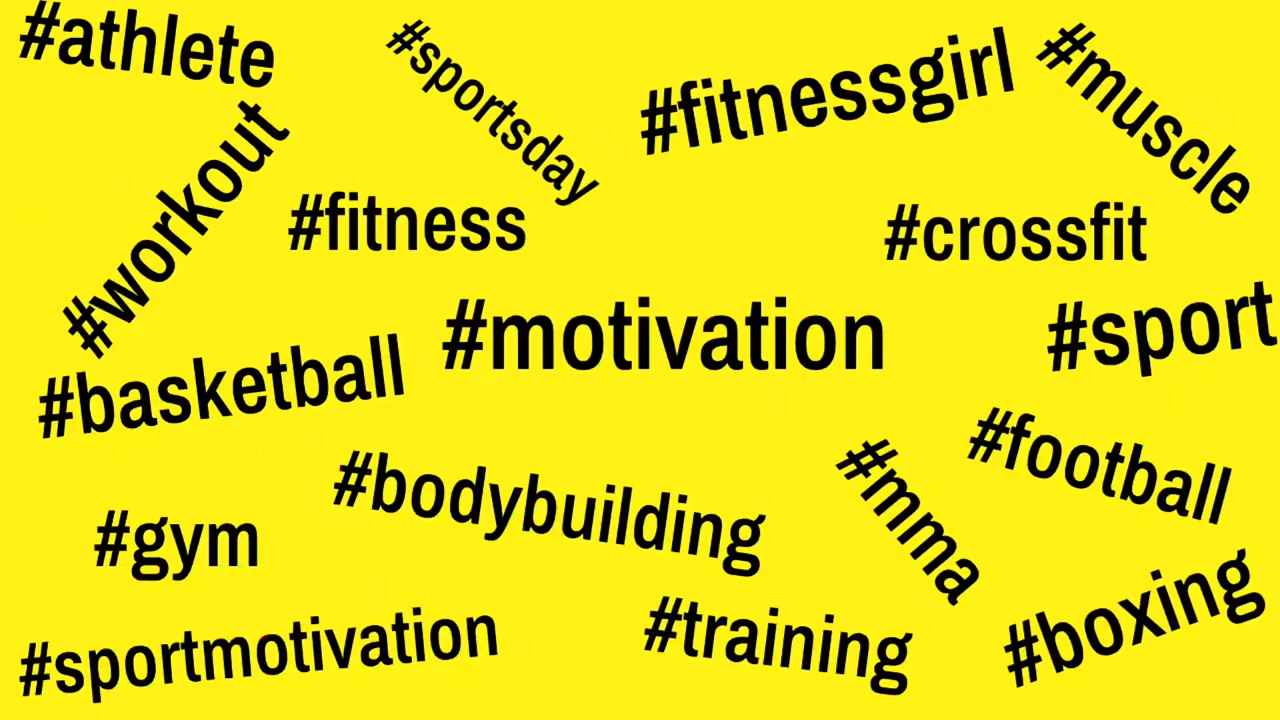 #athlete
#sportsday
#fitnessgirl
#muscle
#workout
#fitness
#crossfit
#motivation
#sport
#basketball
#football
#bodybuilding
#mma
#gym
#boxing
#sportmotivation
#training